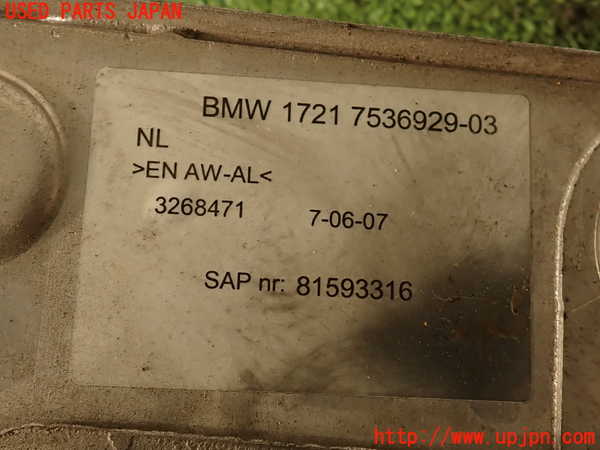 USED PARTS JAPAN
BMW 1721 7536929-03
NL
>EN AW-AL<
3268471 7-06-07
SAP nr: 81593316
(C) U-Parts
http://www.upjpn.com